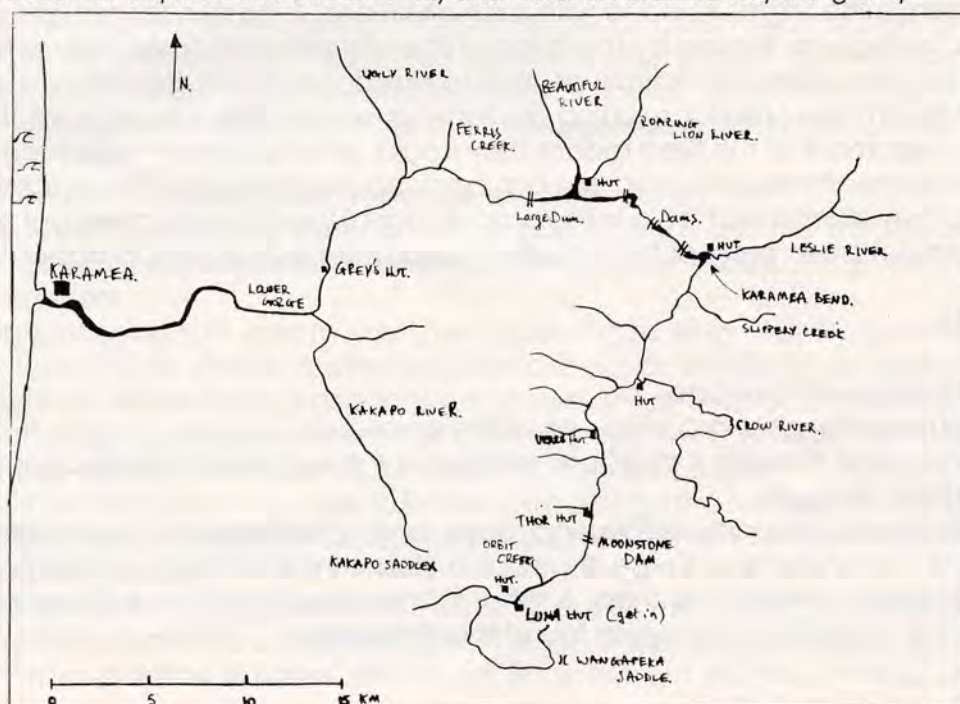 N.
UGLY RIVER
BEAUTIFUL
RIVER
ROARING
LION RIVER.
FERRIS
CREEK.
HUT
Large Dam.
Dams.
HUT
LESLIE RIVER
GREY'S HUT.
KARAMEA.
LOWER
GORGE
KARAMEA BEND.
SLIPPERY CREEK
HUT
KAKAPO RIVER.
CROW RIVER.
HUT
THOR HUT
MOONSTONE
DAM
ORBIT
CREEK
KAKAPO SADDLE
HUT.
LUNA HUT (get in)
WANGAPEKA
SADDLE.
0 5 10 15 KM